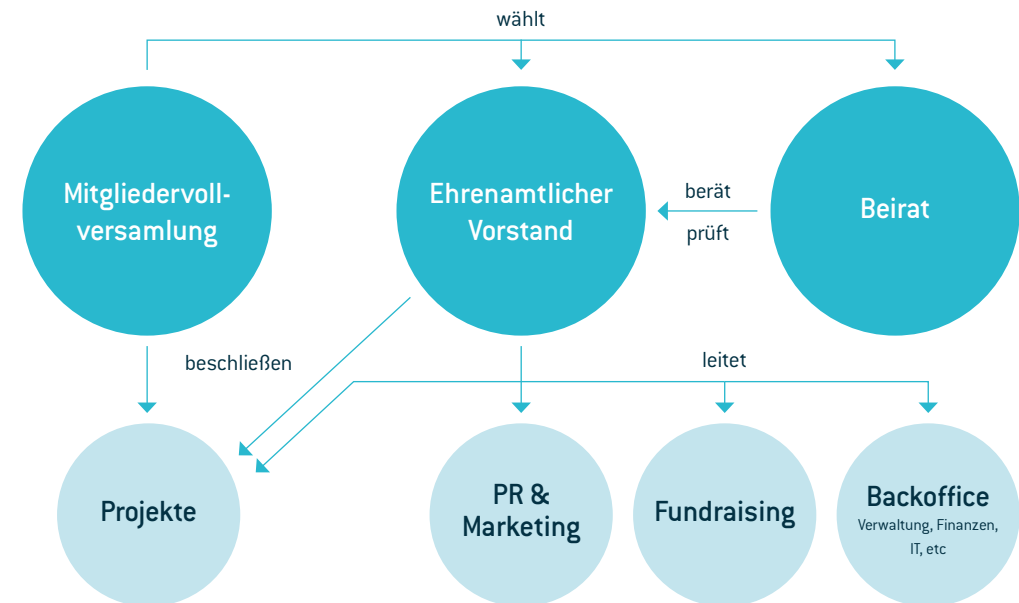 wählt
Mitgliedervoll-
versamlung
Ehrenamtlicher
Vorstand
berät
prüft
Beirat
beschließen
leitet
Projekte
PR &
Marketing
Fundraising
Backoffice
Verwaltung, Finanzen,
IT, etc